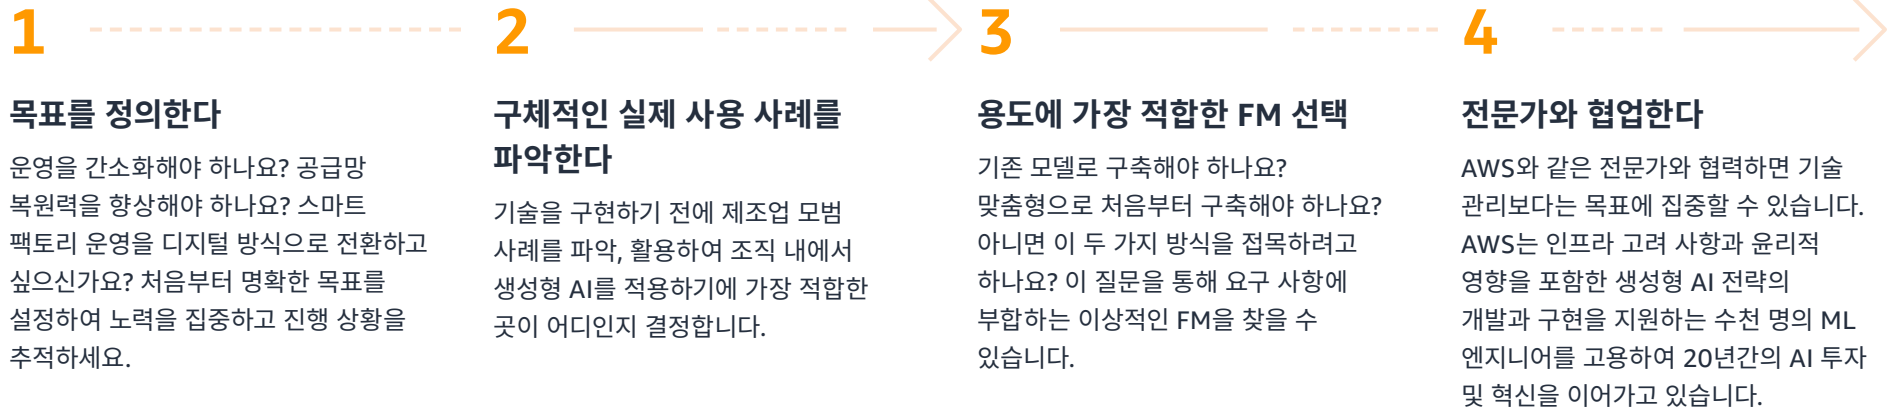 1
목표를 정의한다
운영을 간소화해야 하나요? 공급망
복원력을 향상해야 하나요? 스마트
팩토리 운영을 디지털 방식으로 전환하고
싶으신가요? 처음부터 명확한 목표를
설정하여 노력을 집중하고 진행 상황을
추적하세요.
2
구체적인 실제 사용 사례를
파악한다
기술을 구현하기 전에 제조업 모범
사례를 파악, 활용하여 조직 내에서
생성형 AI를 적용하기에 가장 적합한
곳이 어디인지 결정합니다.
3
용도에 가장 적합한 FM 선택
기존 모델로 구축해야 하나요?
맞춤형으로 처음부터 구축해야 하나요?
아니면 이 두 가지 방식을 접목하려고
하나요? 이 질문을 통해 요구 사항에
부합하는 이상적인 FM을 찾을 수
있습니다.
4
전문가와 협업한다
AWS와 같은 전문가와 협력하면 기술
관리보다는 목표에 집중할 수 있습니다.
AWS는 인프라 고려 사항과 윤리적
영향을 포함한 생성형 AI 전략의
개발과 구현을 지원하는 수천 명의 ML
엔지니어를 고용하여 20년간의 AI 투자
및 혁신을 이어가고 있습니다.